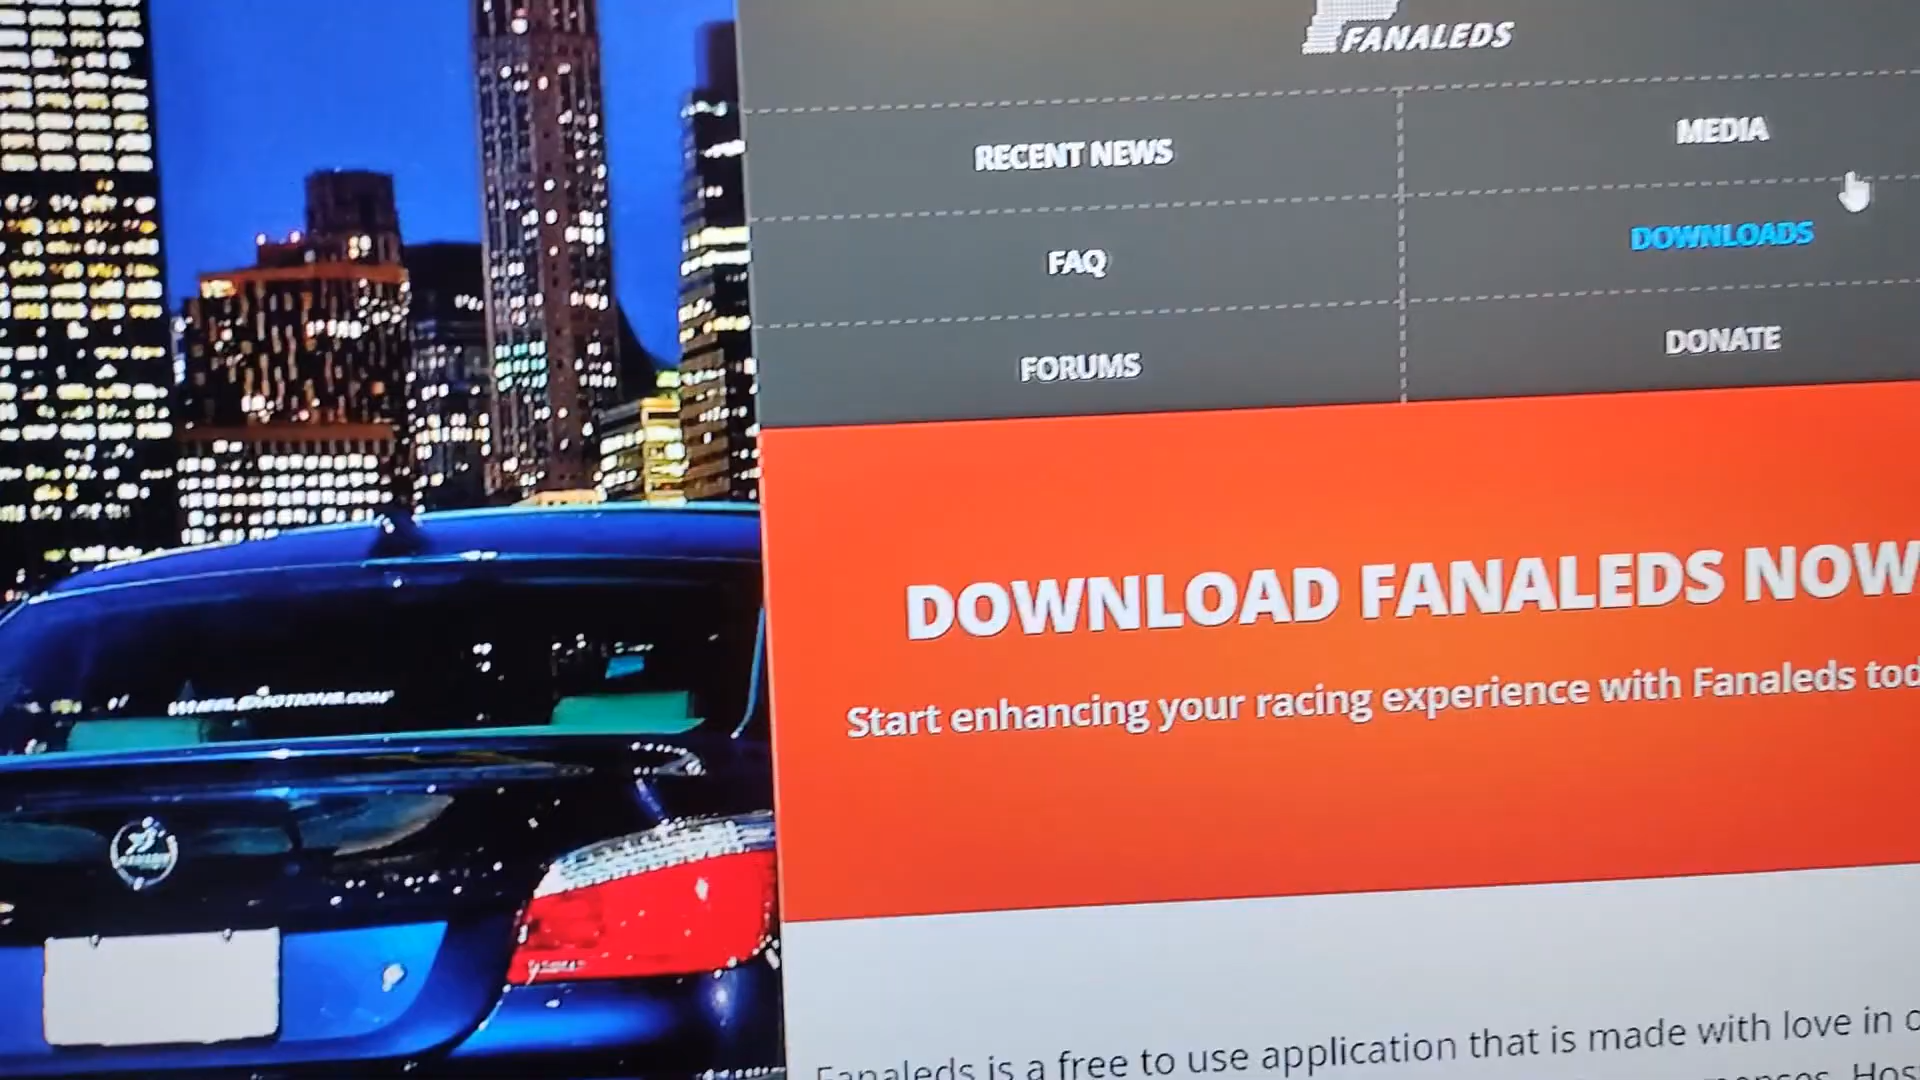 FANALEDS
RECENT NEWS
MEDIA
FAQ
DOWNLOADS
FORUMS
DONATE
DOWNLOAD FANALEDS NOW
Start enhancing your racing experience with Fanaleds
Fanaleds is a free to use application that is made with love in